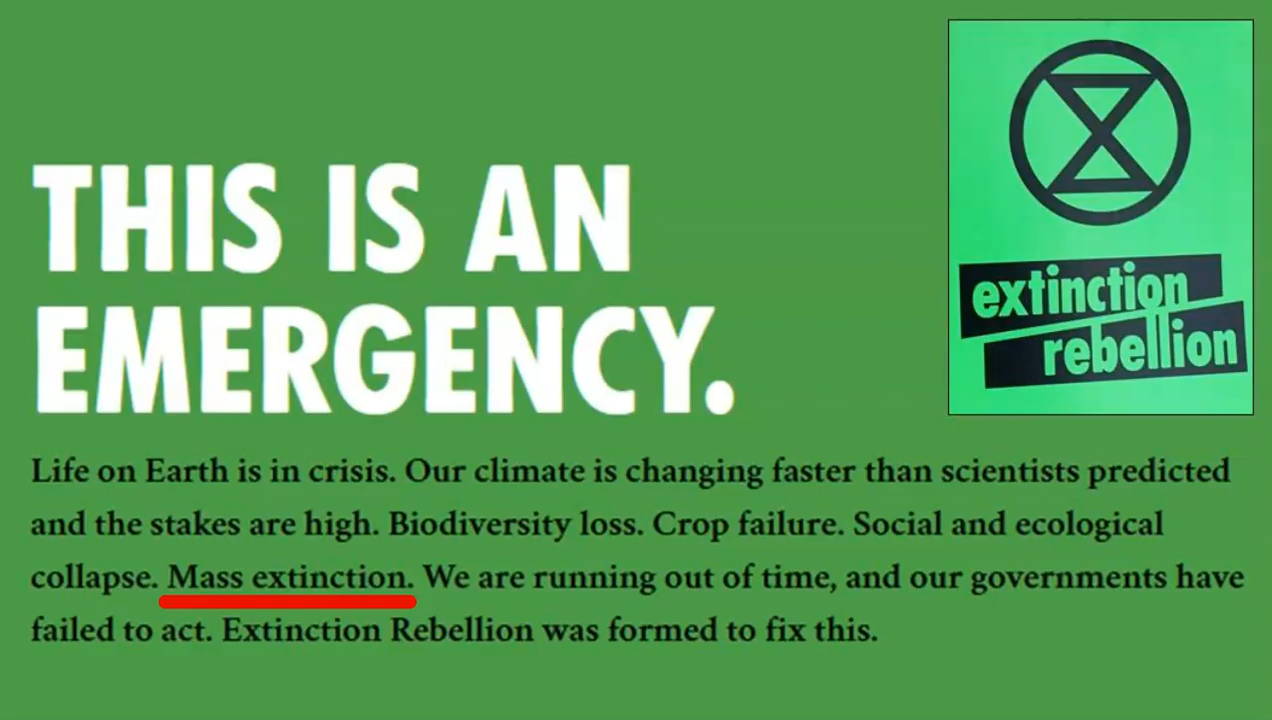 THIS IS AN
EMERGENCY.
Life on Earth is in crisis. Our climate is changing faster than scientists predicted
and the stakes are high. Biodiversity loss. Crop failure. Social and ecological
collapse. Mass extinction. We are running out of time, and our governments have
failed to act. Extinction Rebellion was formed to fix this.
extinction
rebellion